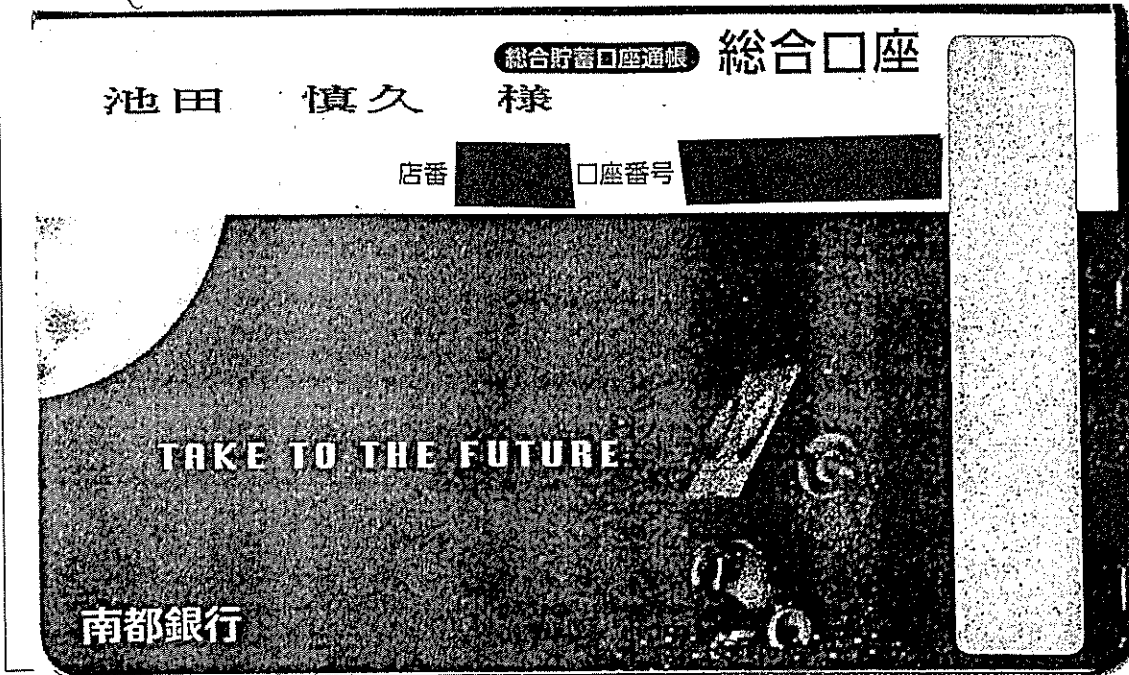 総合貯蓄口座通帳 総合口座
池田 慎久 様
店番 口座番号
TAKE TO THE FUTURE
南都銀行